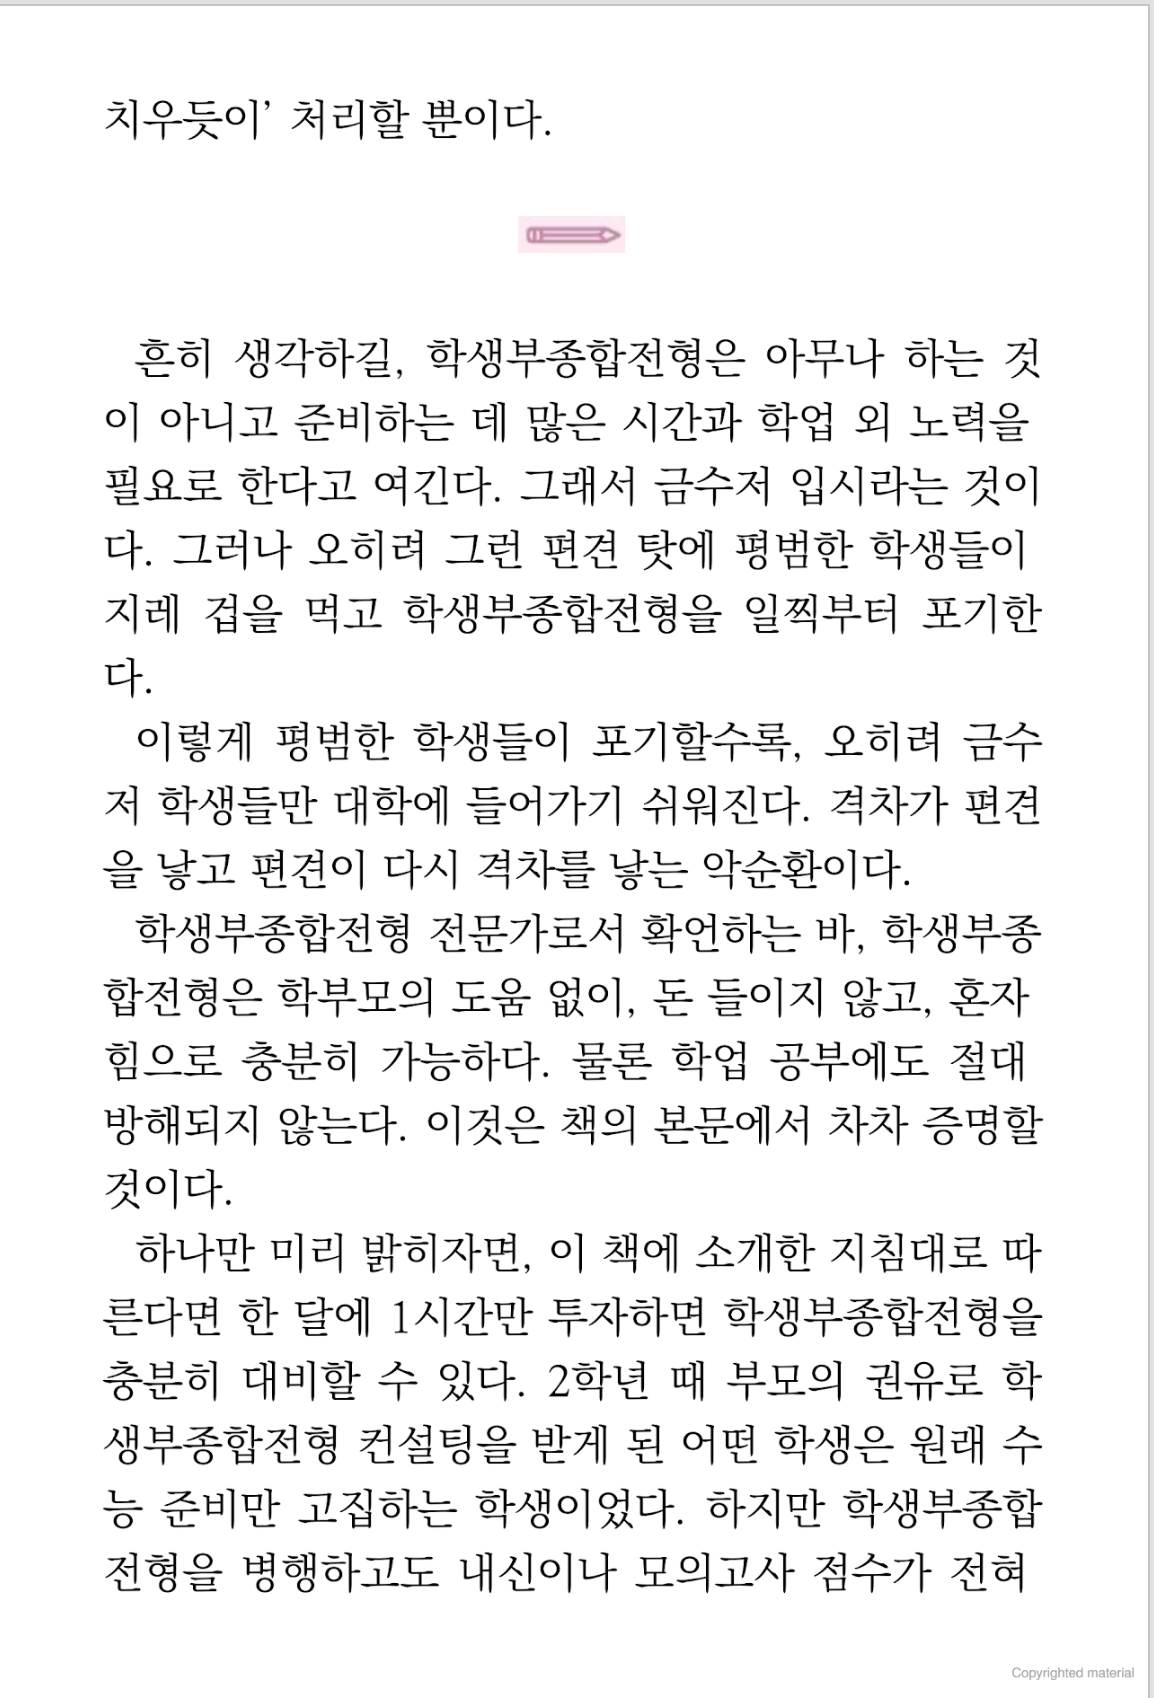 치우듯이’ 처리할 뿐이다.
흔히 생각하길, 학생부종합전형은 아무나 하는 것
이 아니고 준비하는 데 많은 시간과 학업 외 노력을
필요로 한다고 여긴다. 그래서 금수저 입시라는 것이
다. 그러나 오히려 그런 편견 탓에 평범한 학생들이
지레 겁을 먹고 학생부종합전형을 일찍부터 포기한
다.
이렇게 평범한 학생들이 포기할수록, 오히려 금수
저 학생들만 대학에 들어가기 쉬워진다. 격차가 편견
을 낳고 편견이 다시 격차를 낳는 악순환이다.
학생부종합전형 전문가로서 확언하는 바, 학생부종
합전형은 학부모의 도움 없이, 돈 들이지 않고, 혼자
힘으로 충분히 가능하다. 물론 학업 공부에도 절대
방해되지 않는다. 이것은 책의 본문에서 차차 증명할
것이다.
하나만 미리 밝히자면, 이 책에 소개한 지침대로 따
른다면 한 달에 1시간만 투자하면 학생부종합전형을
충분히 대비할 수 있다. 2학년 때 부모의 권유로 학
생부종합전형 컨설팅을 받게 된 어떤 학생은 원래 수
능 준비만 고집하는 학생이었다. 하지만 학생부종합
전형을 병행하고도 내신이나 모의고사 점수가 전혀
Copyrighted material